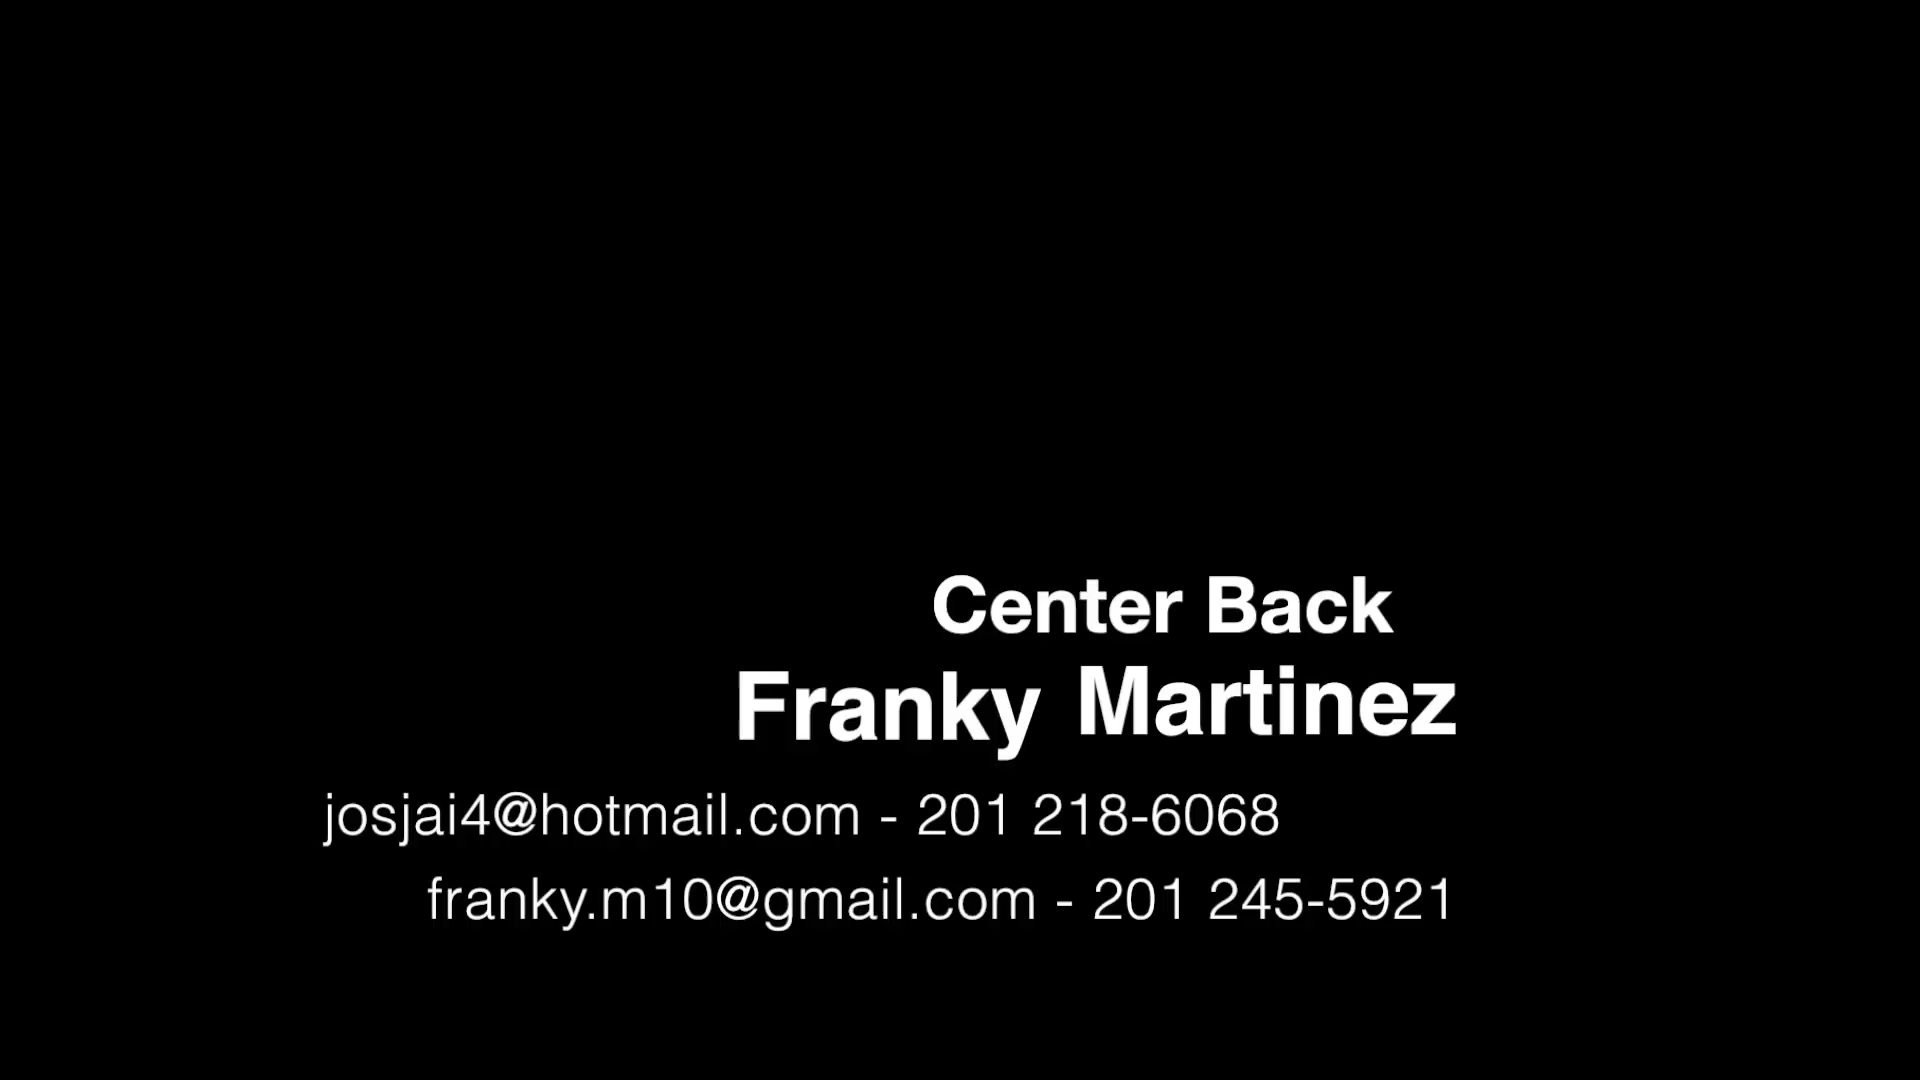 Center Back
Franky Martinez
josjai4@hotmail.com - 201 218-6068
franky.m10@gmail.com - 201 245-5921